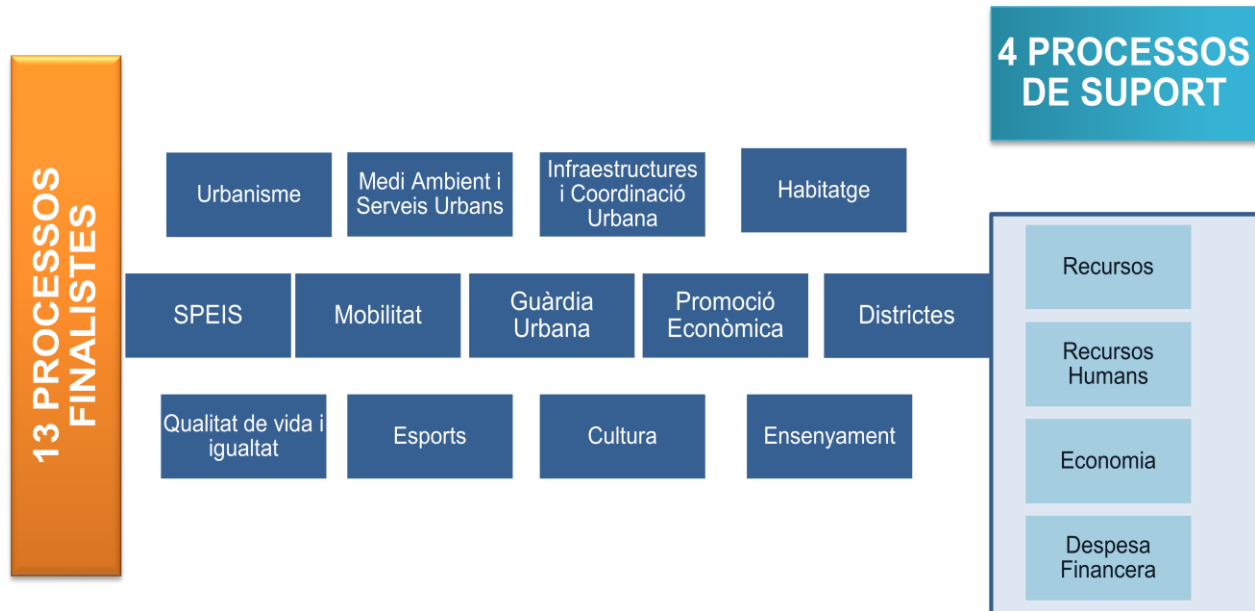 13 PROCESSOS
FINALISTES
Urbanisme
Medi Ambient i
Serveis Urbans
Infraestructures
i Coordinació
Urbana
Habitatge
SPEIS
Mobilitat
Guàrdia
Urbana
Promoció
Econòmica
Districtes
Qualitat de vida i
igualtat
Esports
Cultura
Ensenyament
4 PROCESSOS
DE SUPORT
Recursos
Recursos
Humans
Economia
Despesa
Financera